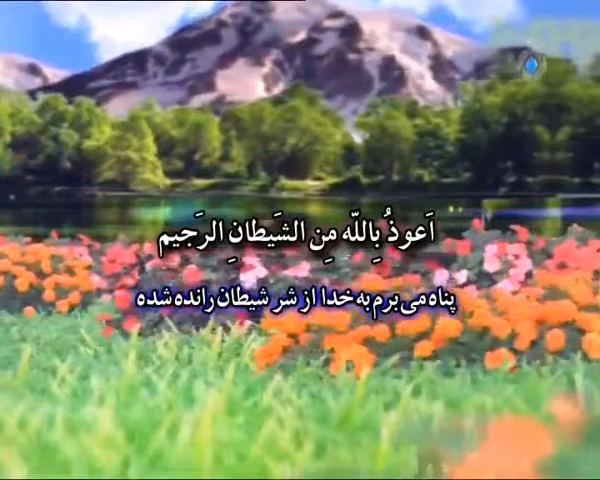 اَعوذُ بِاللّه مِن الشَیطانِ الرَجیم
پناه می برم به خدا از شر شیطان رانده شده